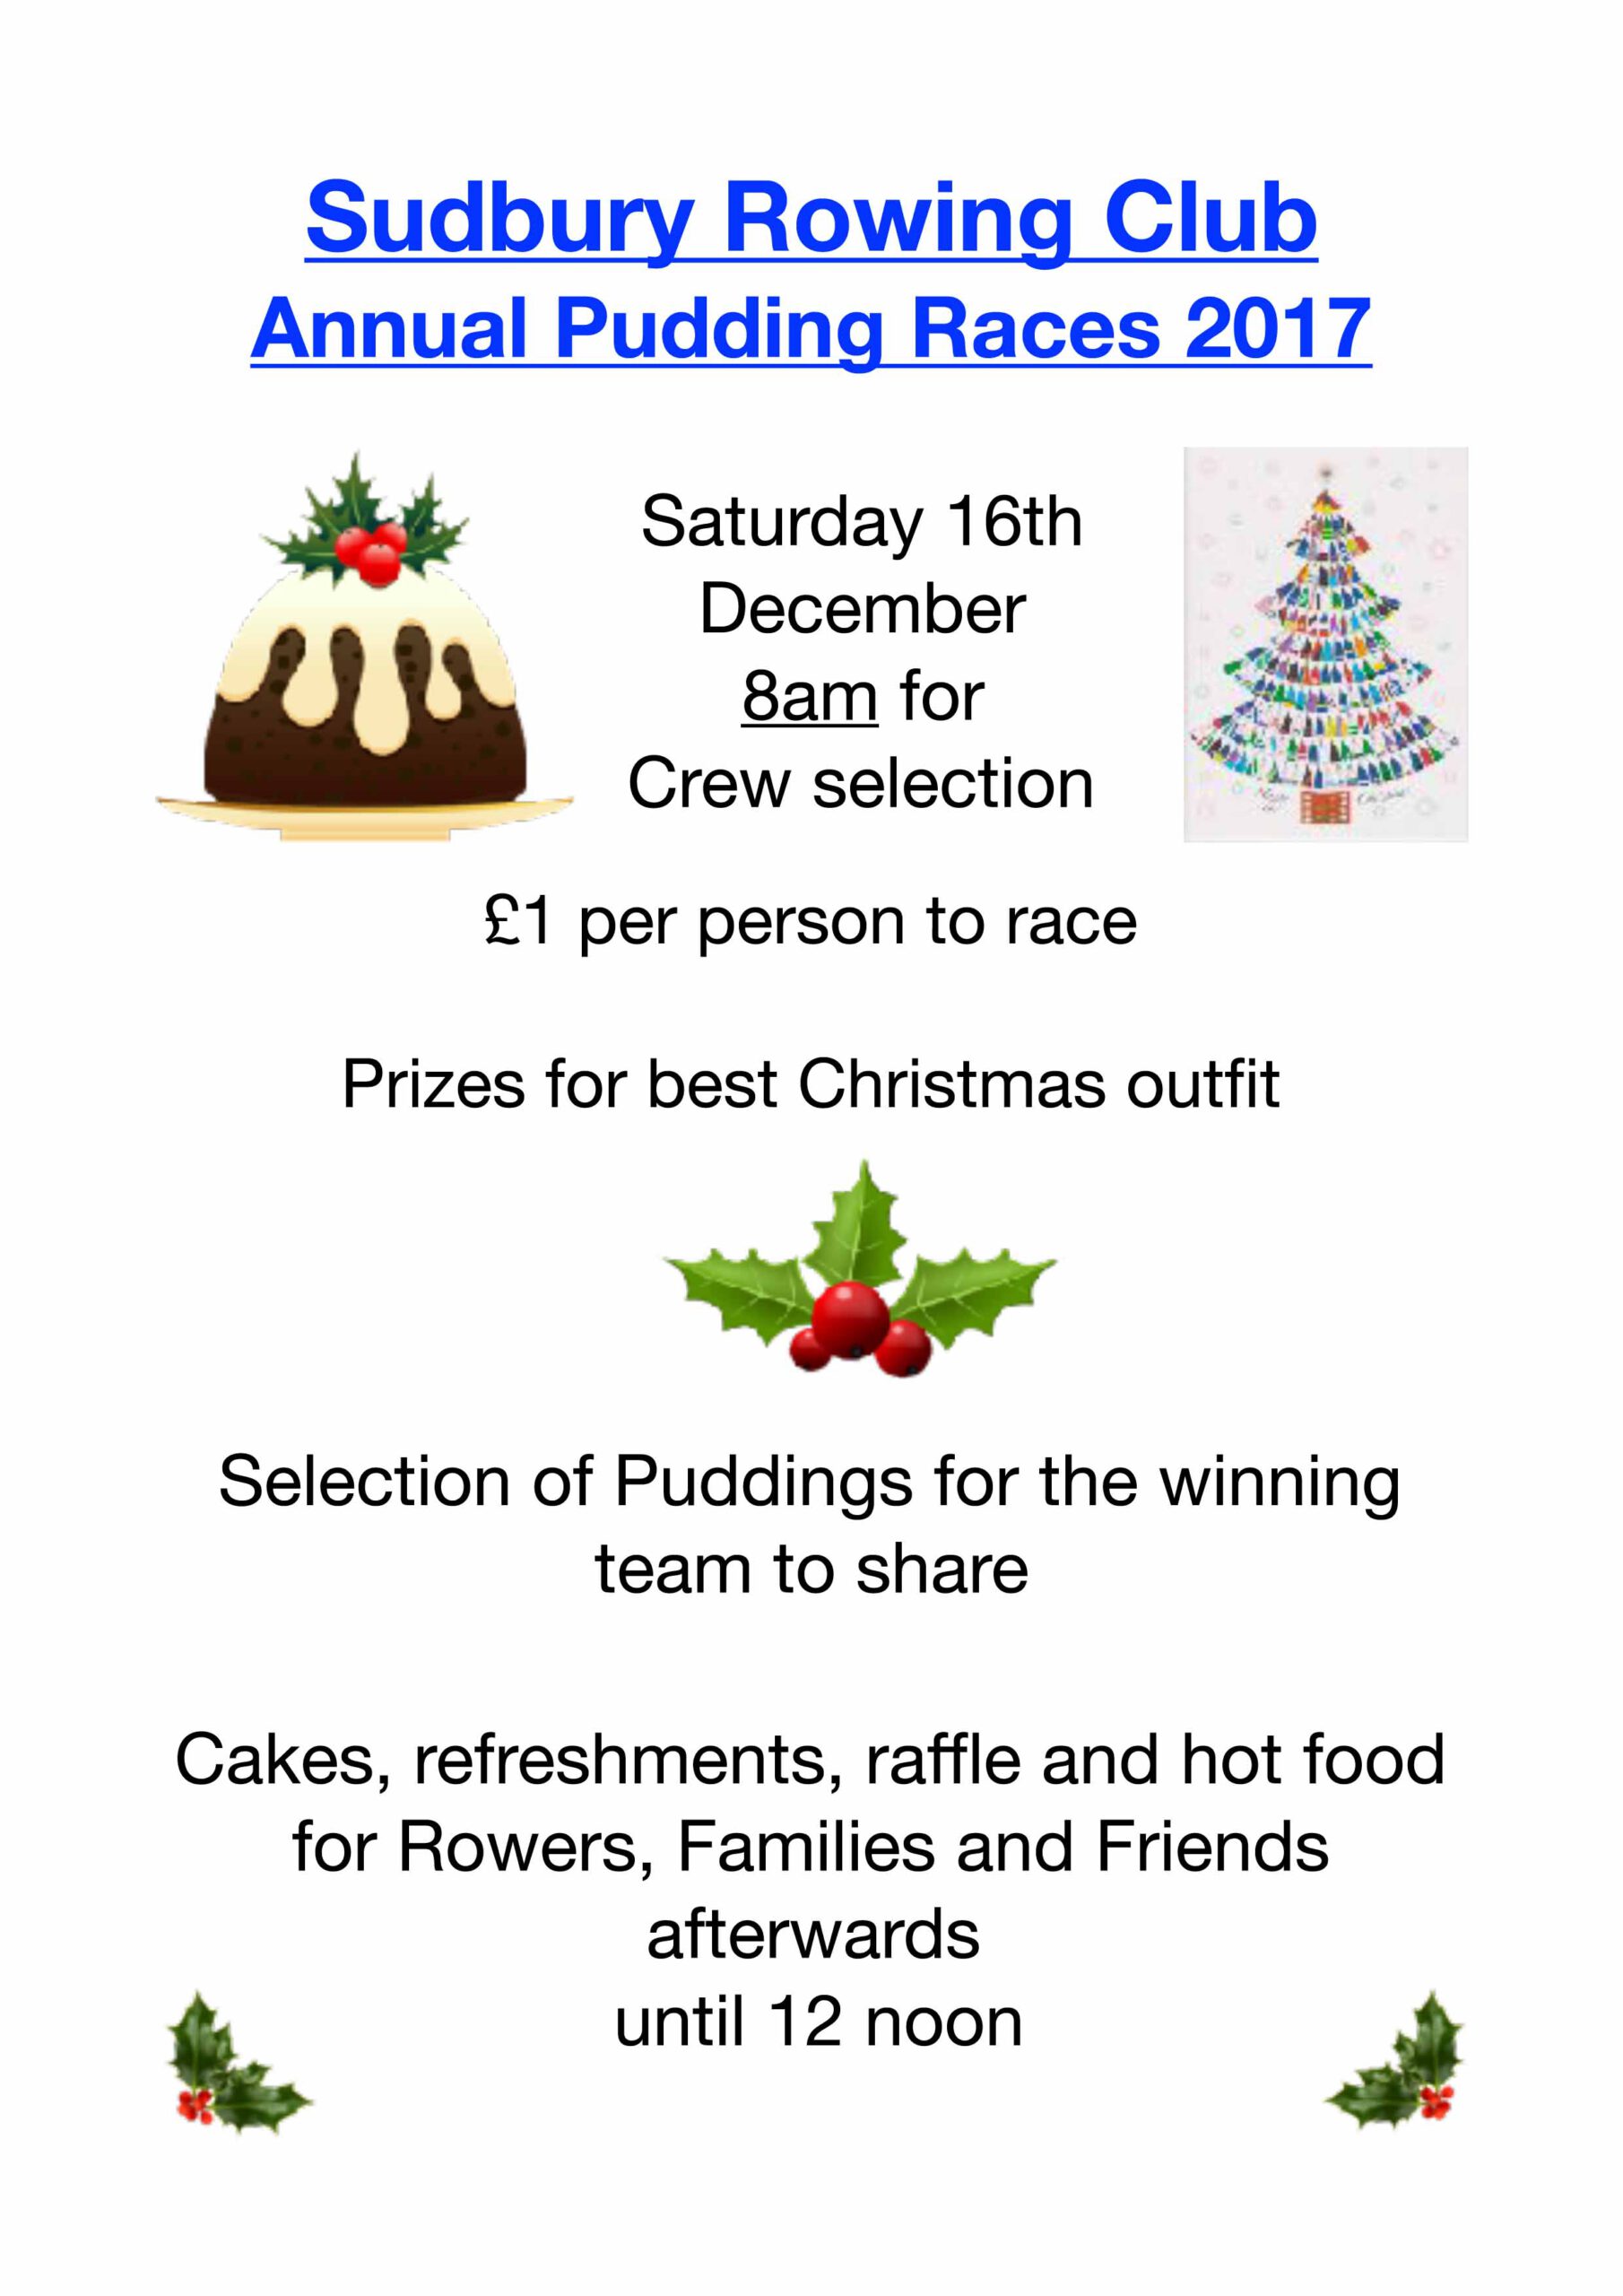 Sudbury Rowing Club
Annual Pudding Races 2017
Saturday 16th
December
8am for
Crew selection
£1 per person to race
Prizes for best Christmas outfit
Selection of Puddings for the winning
team to share
Cakes, refreshments, raffle and hot food
for Rowers, Families and Friends
afterwards
until 12 noon